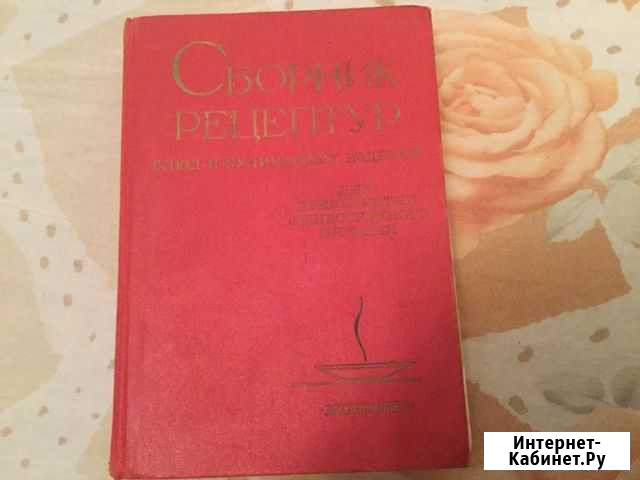 Сборник
рецептур
блюд и кулинарных изделий
для
предприятий
общественного
питания
Экономика
Интернет-
Кабинет.Ру